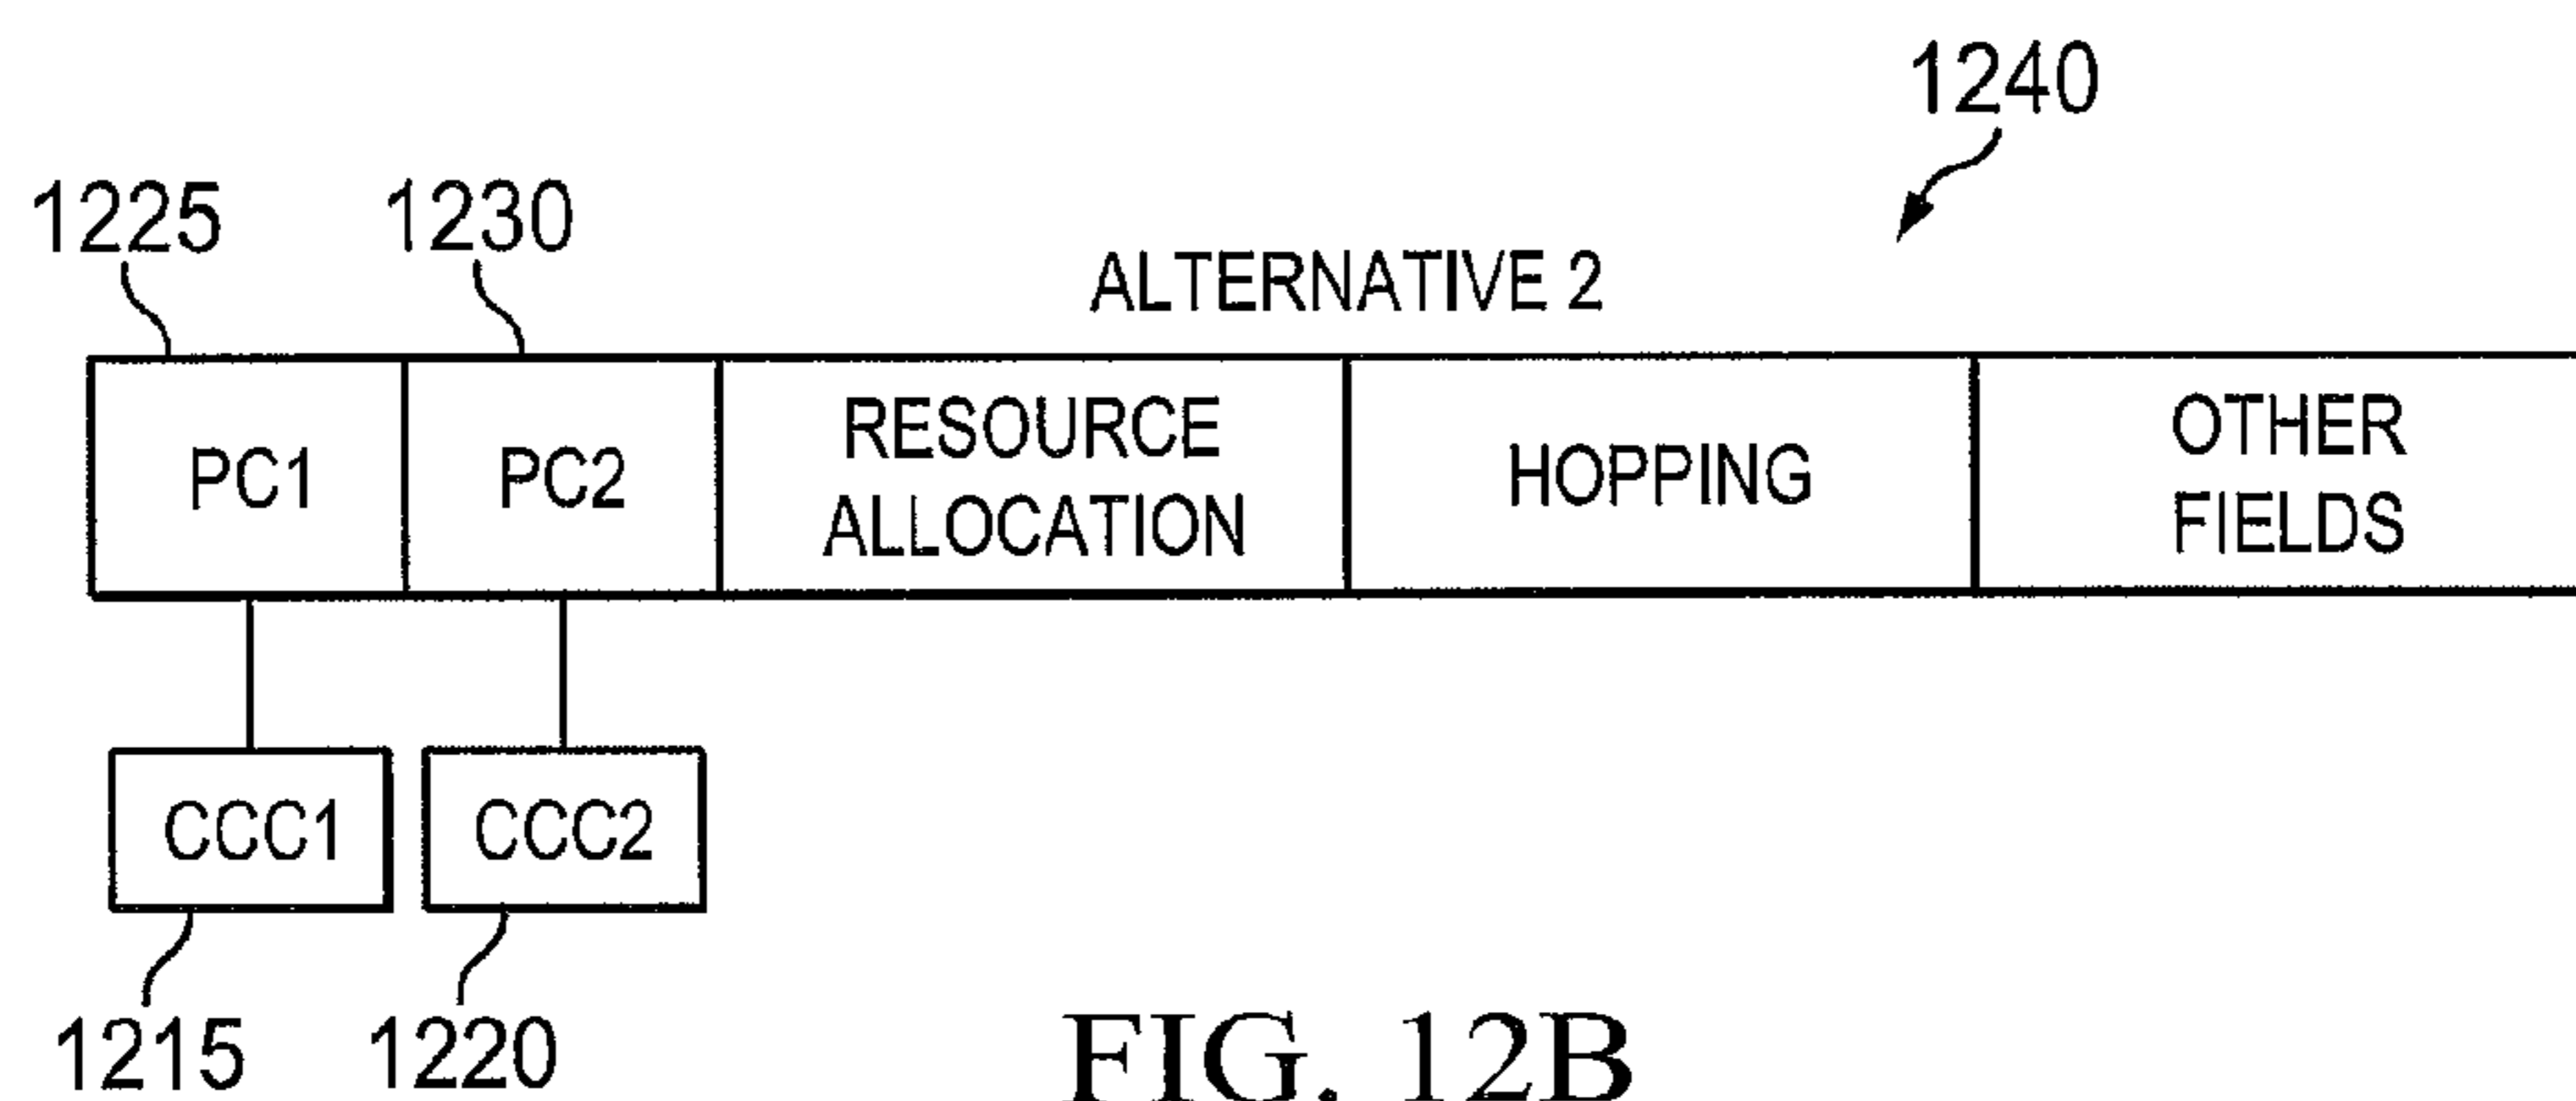 1240
1225
1230
ALTERNATIVE 2
PC1
PC2
RESOURCE
ALLOCATION
HOPPING
OTHER
FIELDS
CCC1
CCC2
1215
1220
FIG. 12B